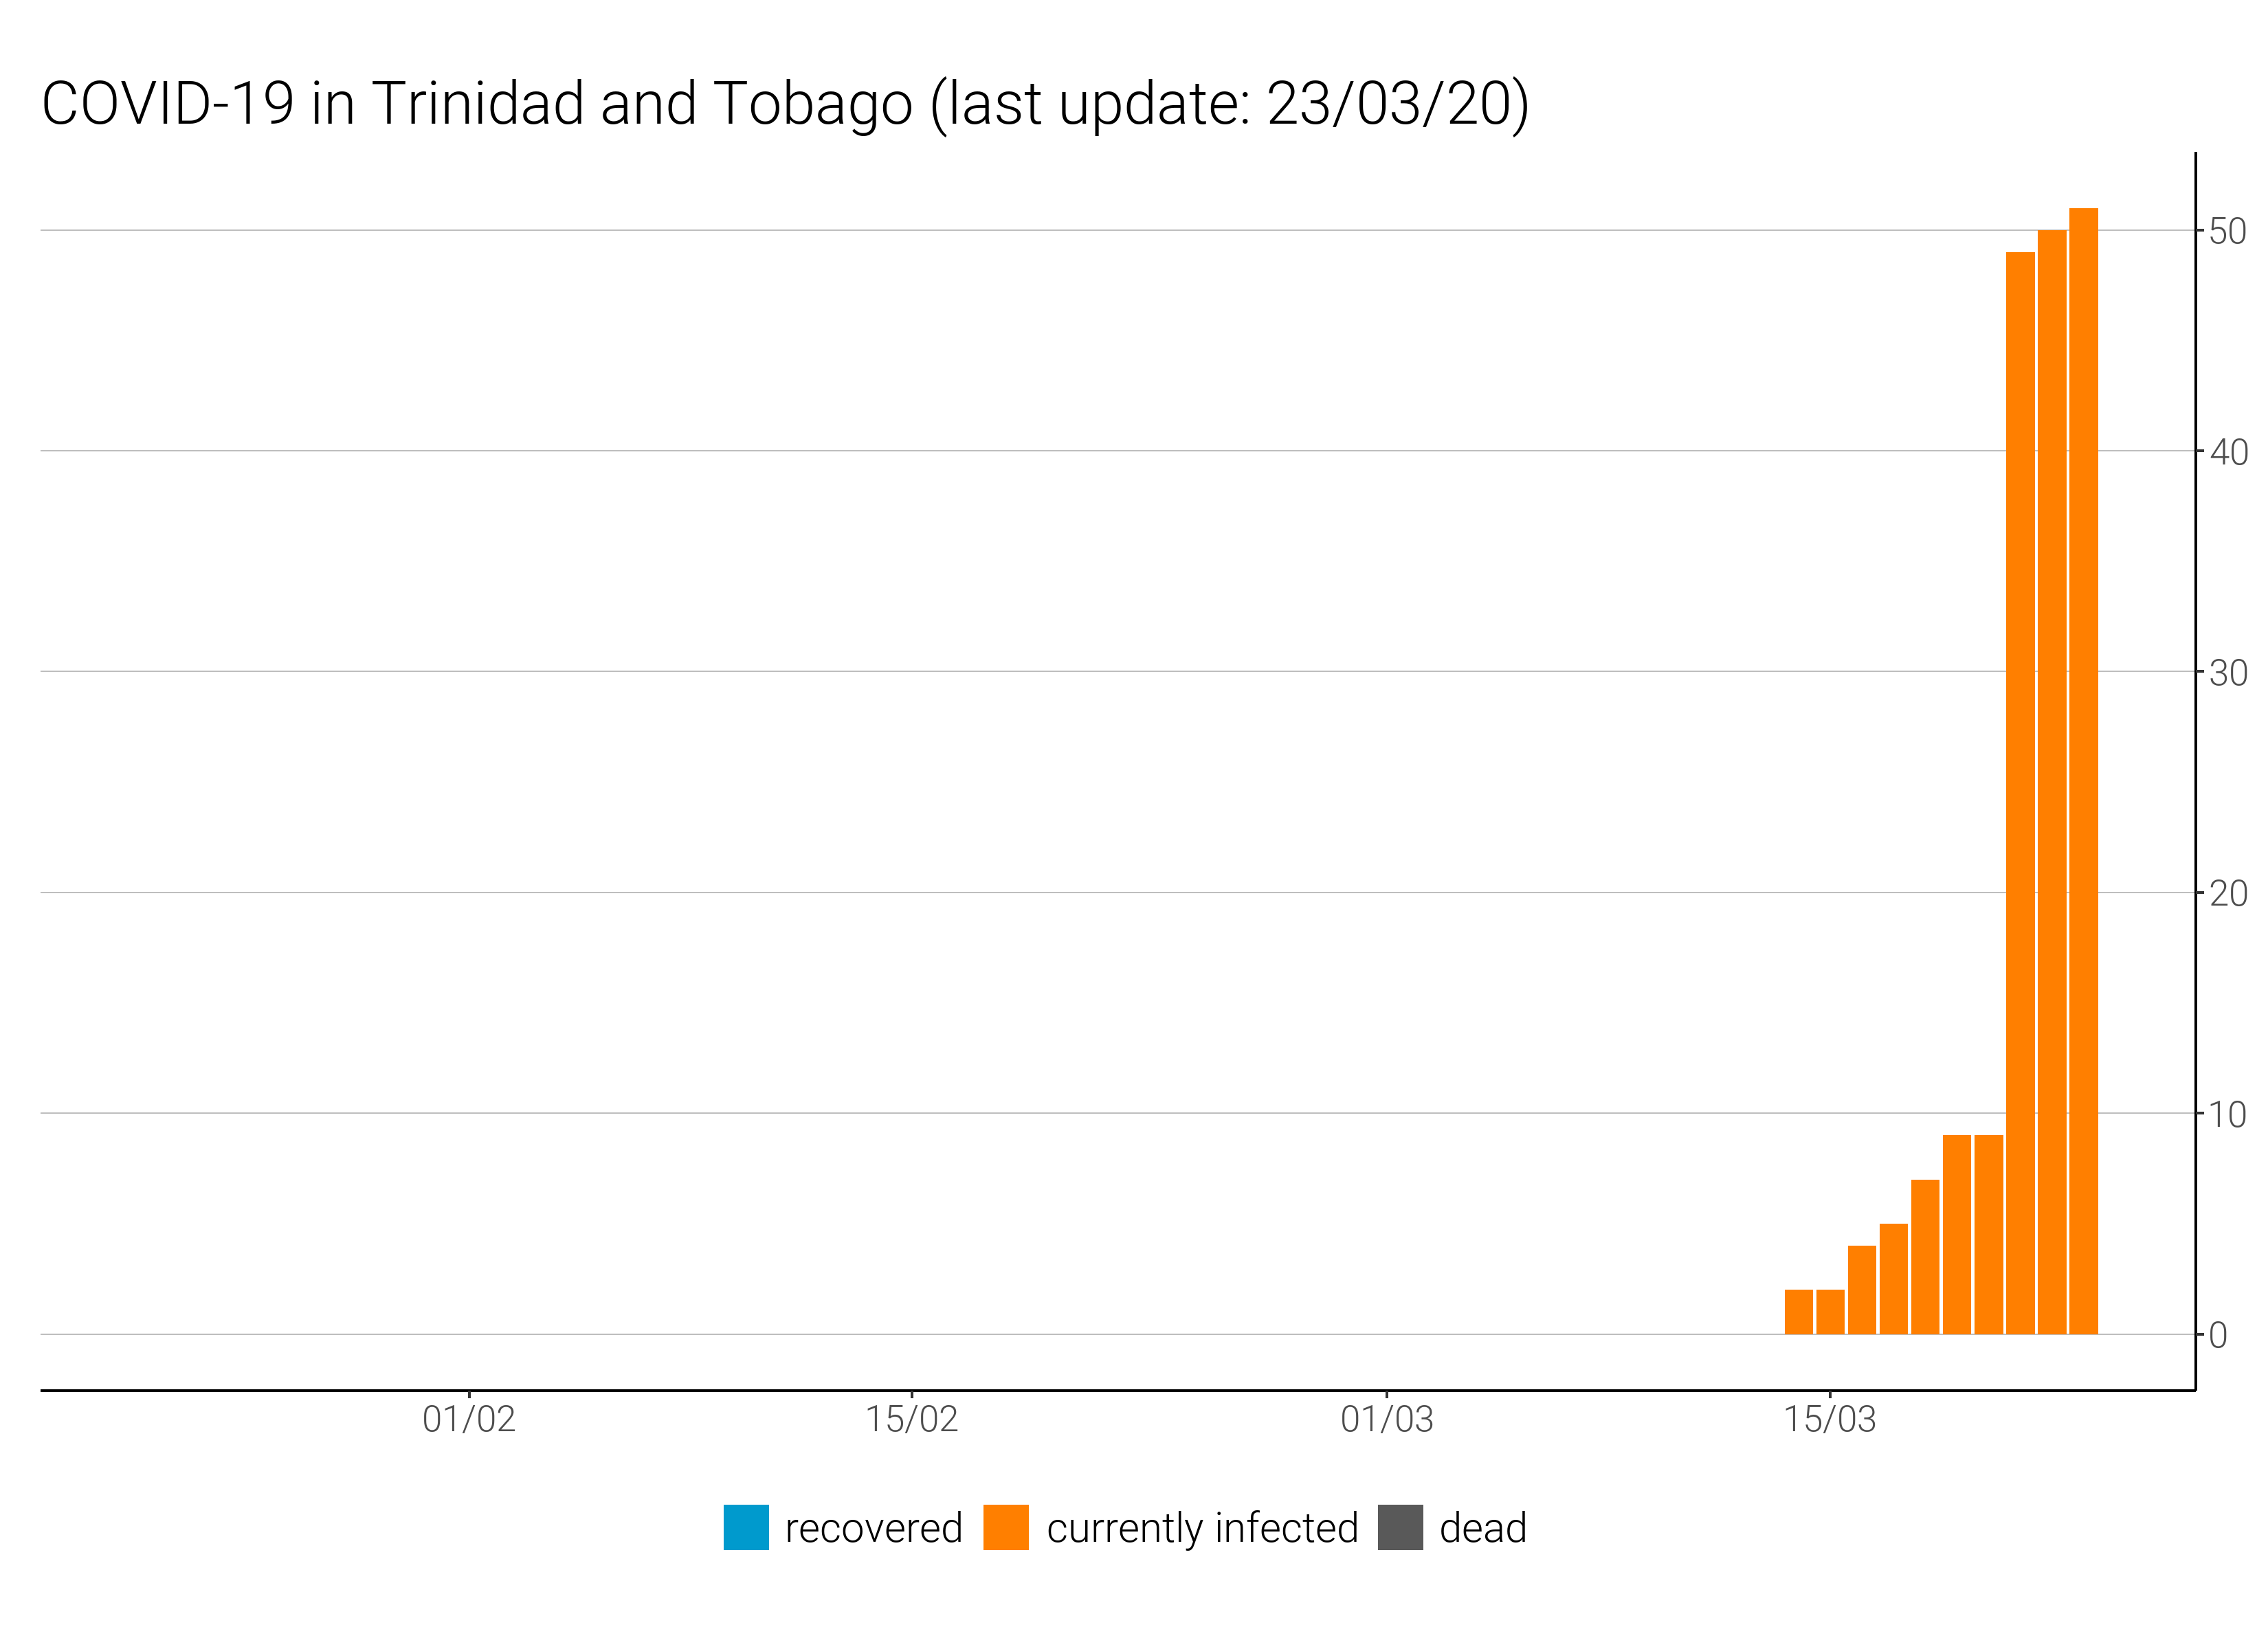 COVID-19 in Trinidad and Tobago (last update: 23/03/20)
50
40
30
20
10
0
01/02 15/02 01/03 15/03
recovered currently infected dead